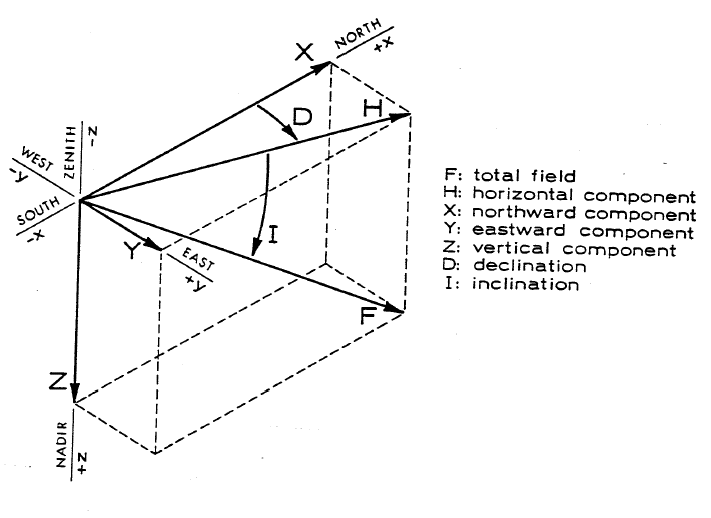 X
NORTH
+x
D
H
ZENITH
-z
WEST
-y
SOUTH
-x
Y
EAST
+y
I
F
Z
NADIR
+z
F: total field
H: horizontal component
X: northward component
Y: eastward component
Z: vertical component
D: declination
I: inclination